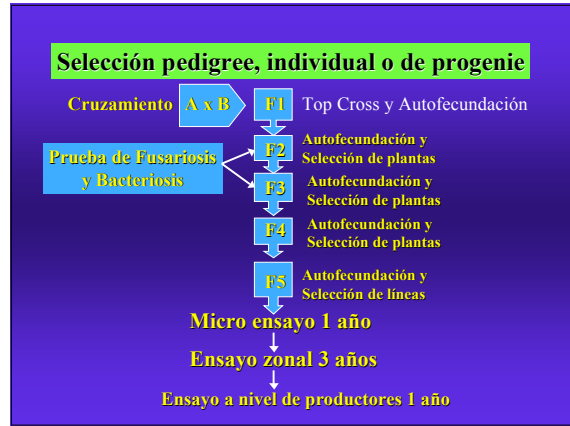 Selección pedigree, individual o de progenie
Cruzamiento A x B F1 Top Cross y Autofecundación
F2 Autofecundación y
Selección de plantas
Prueba de Fusariosis
y Bacteriosis
F3 Autofecundación y
Selección de plantas
F4 Autofecundación y
Selección de plantas
F5 Autofecundación y
Selección de líneas
Micro ensayo 1 año
Ensayo zonal 3 años
Ensayo a nivel de productores 1 año